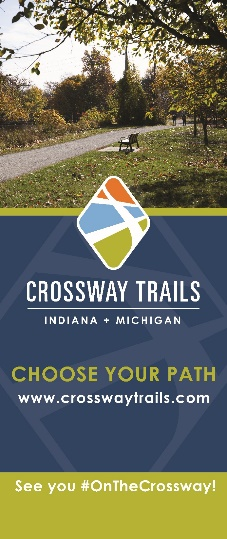 CROSSWAY TRAILS
INDIANA + MICHIGAN
CHOOSE YOUR PATH
www.crosswaytrails.com
See you #OnTheCrossway!